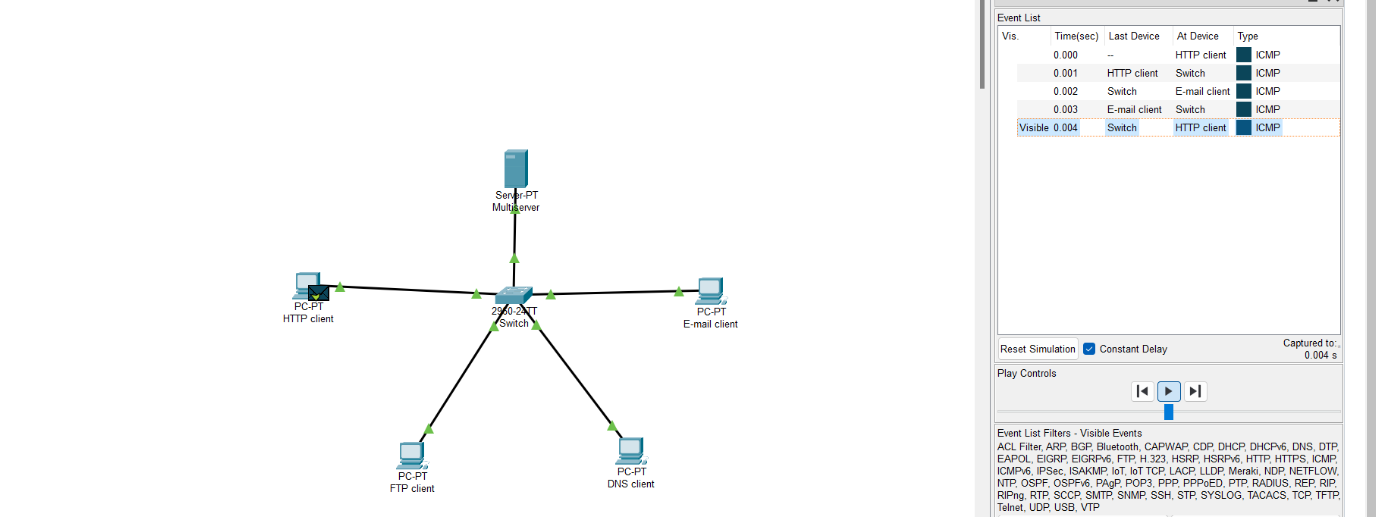 Event List
Vis. Time(sec) Last Device At Device Type
0.000 -- HTTP client ICMP
0.001 HTTP client Switch ICMP
0.002 Switch E-mail client ICMP
0.003 E-mail client Switch ICMP
Visible 0.004 Switch HTTP client ICMP
Server-PT
Multiserver
PC-PT
HTTP client
2960-24TT
Switch
PC-PT
E-mail client
PC-PT
FTP client
PC-PT
DNS client
Reset Simulation Constant Delay Captured to:
0.004 s
Play Controls
Event List Filters - Visible Events
ACL Filter, ARP, BGP, Bluetooth, CAPWAP, CDP, DHCP, DHCPv6, DNS, DTP,
EAPOL, EIGRP, EIGRPv6, FTP, H.323, HSRP, HSRPv6, HTTP, HTTPS, ICMP,
ICMPv6, IPSec, ISAKMP, IoT, IoT TCP, LACP, LLDP, Meraki, NDP, NETFLOW,
NTP, OSPF, OSPFv6, PAgP, POP3, PPP, PPPoED, PTP, RADIUS, REP, RIP,
RIPng, RTP, SCCP, SMTP, SNMP, SSH, STP, SYSLOG, TACACS, TCP, TFTP,
Telnet, UDP, USB, VTP